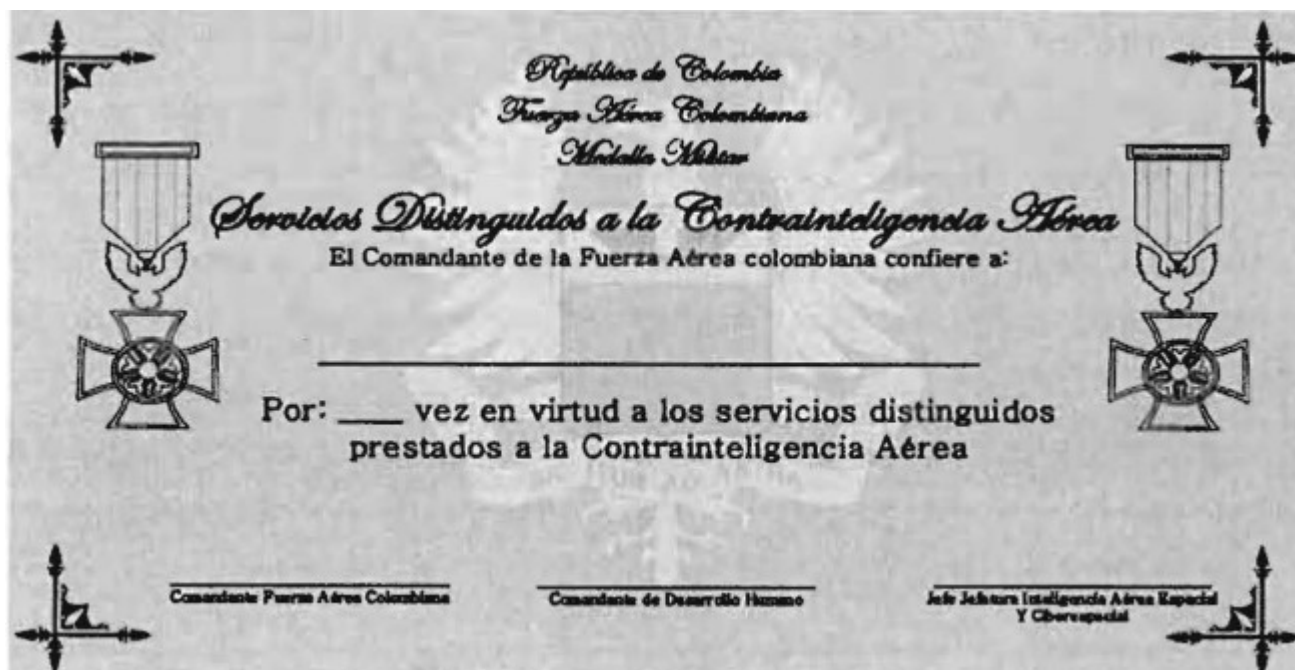 República de Colombia
Fuerza Aérea Colombiana
Medalla Militar
Servicios Distinguidos a la Contrainteligencia Aérea
El Comandante de la Fuerza Aérea colombiana confiere a:
Por: ____ vez en virtud a los servicios distinguidos
prestados a la Contrainteligencia Aérea
Comandante Fuerza Aérea Colombiana
Comandante de Desarrollo Humano
Jefe Jefatura Inteligencia Aérea Espacial
Y Ciberespacial